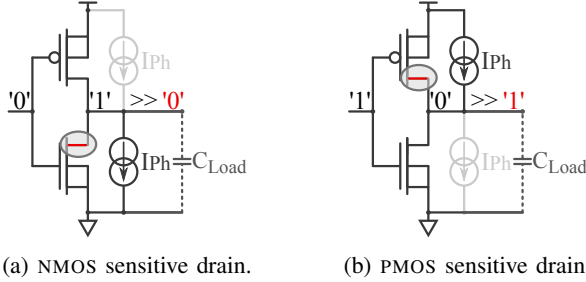 IPh IPh
'0' '1' >> '0' '1' '0' >> '1'
IPh CLoad IPh CLoad
(a) NMOS sensitive drain. (b) PMOS sensitive drain